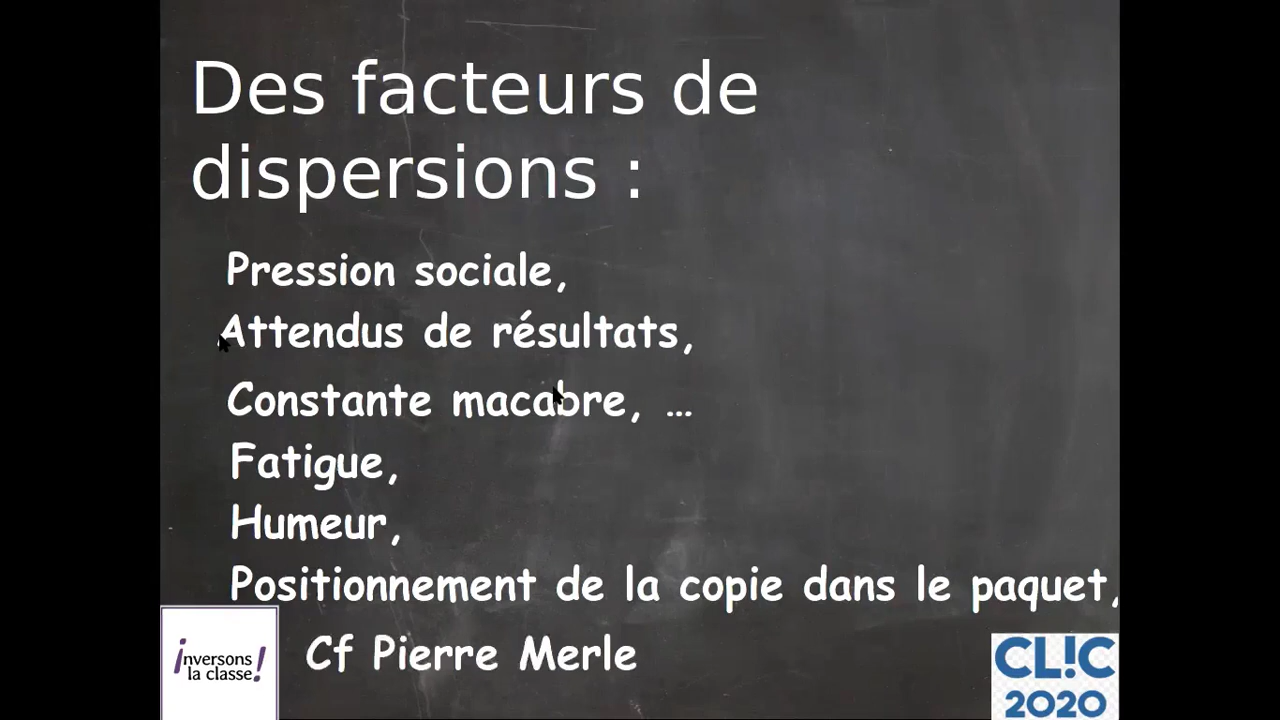 Des facteurs de
dispersions :
Pression sociale,
Attendus de résultats,
Constante macabre, …
Fatigue,
Humeur,
Positionnement de la copie dans le paquet,
Cf Pierre Merle
inversons
la classe!
CL!C
2020